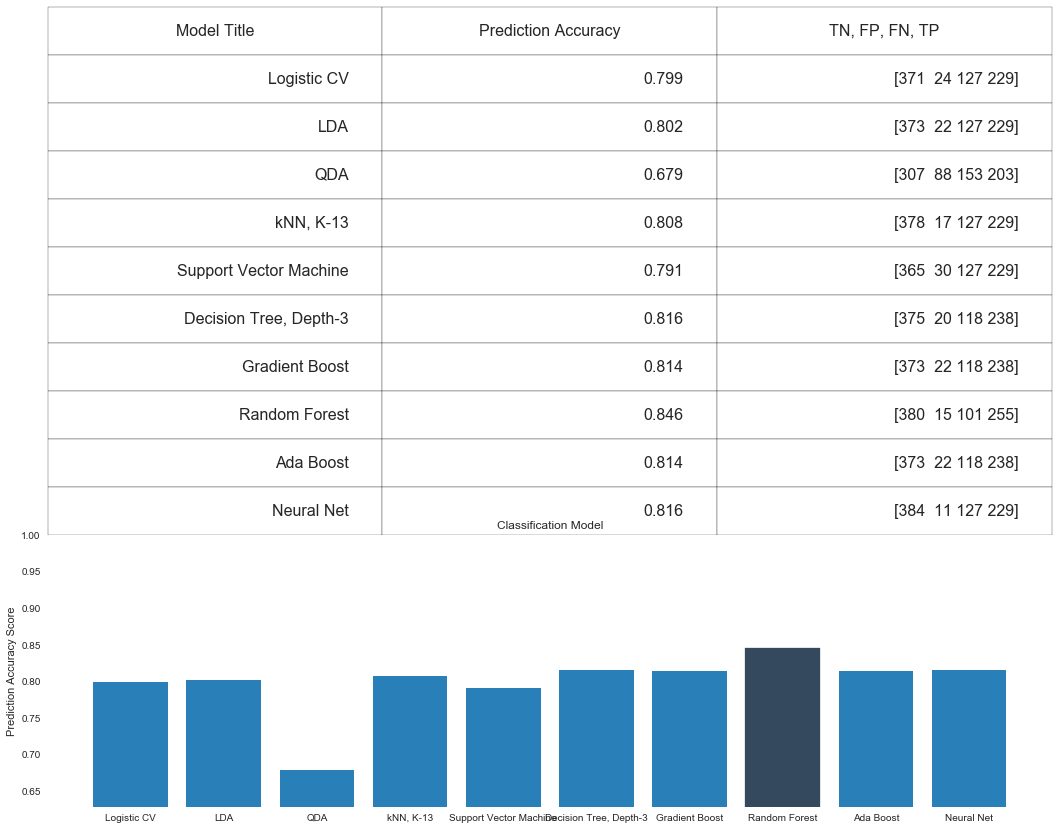 Model Title Prediction Accuracy TN, FP, FN, TP
Logistic CV 0.799 [371  24 127 229]
LDA 0.802 [373  22 127 229]
QDA 0.679 [307  88 153 203]
kNN, K-13 0.808 [378  17 127 229]
Support Vector Machine 0.791 [365  30 127 229]
Decision Tree, Depth-3 0.816 [375  20 118 238]
Gradient Boost 0.814 [373  22 118 238]
Random Forest 0.846 [380  15 101 255]
Ada Boost 0.814 [373  22 118 238]
Neural Net 0.816 [384  11 127 229]
Classification Model
1.00
0.95
0.90
0.85
0.80
0.75
0.70
0.65
Prediction Accuracy Score
Logistic CV LDA QDA kNN, K-13 Support Vector Machine Decision Tree, Depth-3 Gradient Boost Random Forest Ada Boost Neural Net